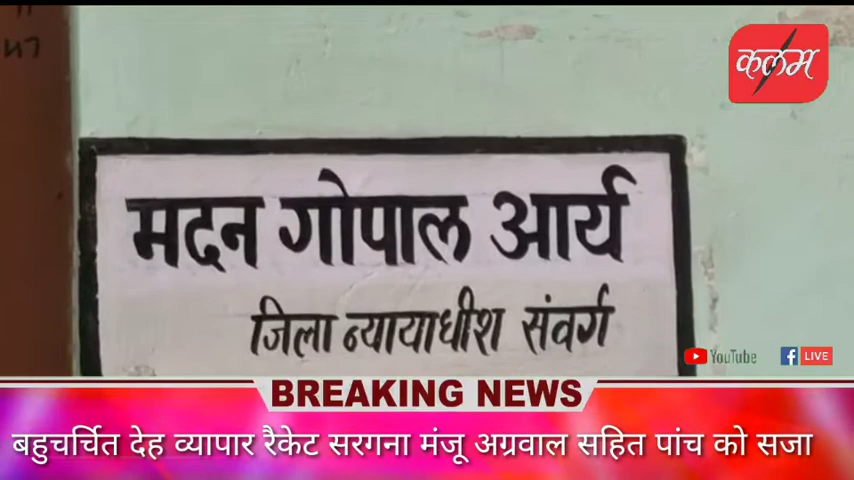 कलम
मदन गोपाल आर्य
जिला न्यायाधीश संवर्ग
YouTube
LIVE
BREAKING NEWS
बहुचर्चित देह व्यापार रैकेट सरगना मंजू अग्रवाल सहित पांच को सजा